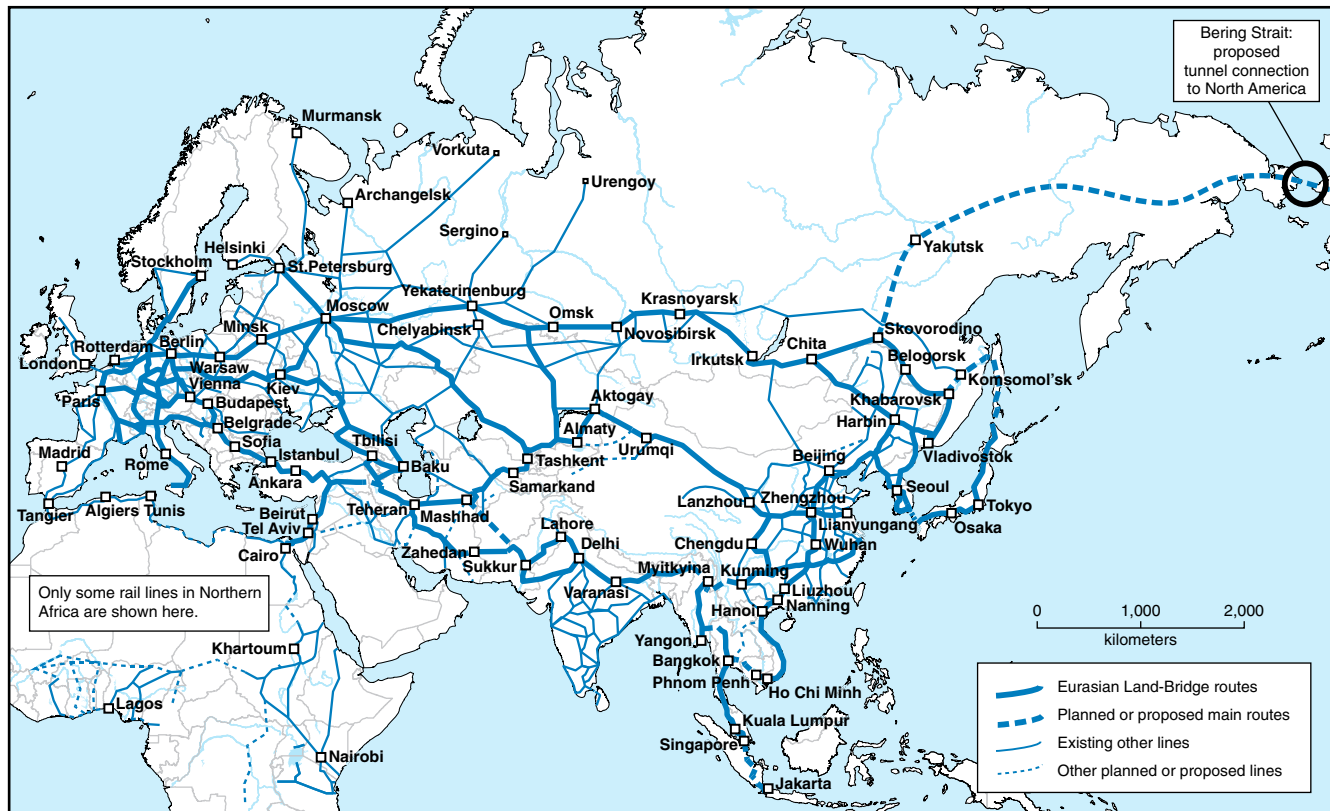 Bering Strait:
proposed
tunnel connection
to North America
Murmansk
Vorkuta
Urengoy
Archangelsk
Sergino
Yakutsk
Helsinki
Stockholm
St.Petersburg
Yekaterinenburg
Krasnoyarsk
Moscow
Omsk
Skovorodino
Minsk
Chelyabinsk
Novosibirsk
Rotterdam
Berlin
Chita
Belogorsk
London
Warsaw
Irkutsk
Komsomol'sk
Vienna
Kiev
Aktogay
Khabarovsk
Paris
Budapest
Harbin
Belgrade
Almaty
Tbilisi
Sofia
Urumqi
Vladivostok
Madrid
Rome
Istanbul
Baku
Tashkent
Beijing
Ankara
Samarkand
Seoul
Lanzhou
Zhengzhou
Tangier
Algiers
Tunis
Beirut
Teheran
Mashhad
Tokyo
Tel Aviv
Lahore
Lianyungang
Osaka
Cairo
Zahedan
Delhi
Chengdu
Wuhan
Sukkur
Myitkyina
Kunming
Only some rail lines in Northern
Africa are shown here.
Varanasi
Liuzhou
Nanning
Hanoi
0
1,000
2,000
kilometers
Khartoum
Yangon
Bangkok
Phnom Penh
Ho Chi Minh
Eurasian Land-Bridge routes
Lagos
Planned or proposed main routes
Kuala Lumpur
Singapore
Existing other lines
Nairobi
Other planned or proposed lines
Jakarta